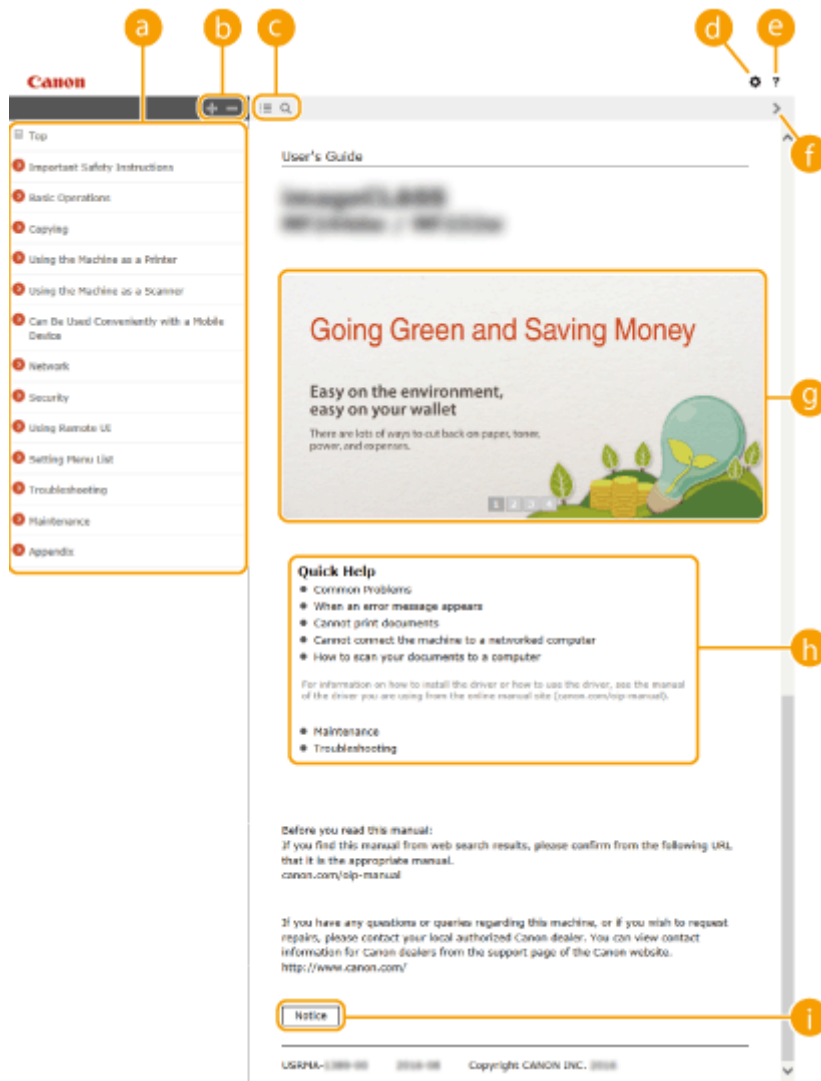 a
b
c
d
e
Canon
?
f
Top
Important Safety Instructions
Basic Operations
Copying
Using the Machine as a Printer
Using the Machine as a Scanner
Can Be Used Conveniently with a Mobile
Device
Network
Security
Using Remote UI
Setting Menu List
Troubleshooting
Maintenance
Appendix
User's Guide
imageCLASS
g
Going Green and Saving Money
Easy on the environment,
easy on your wallet
There are lots of ways to cut back on paper, toner,
power, and expenses.
1 2 3 4
h
Quick Help
Common Problems
When an error message appears
Cannot print documents
Cannot connect the machine to a networked computer
How to scan your documents to a computer
For information on how to install the driver or how to use the driver, see the manual
of the driver you are using from the online manual site (canon.com/oip-manual).
Maintenance
Troubleshooting
Before you read this manual:
If you find this manual from web search results, please confirm from the following URL
that it is the appropriate manual.
canon.com/oip-manual
If you have any questions or queries regarding this machine, or if you wish to request
repairs, please contact your local authorized Canon dealer. You can view contact
information for Canon dealers from the support page of the Canon website.
http://www.canon.com/
Notice
i
USRMA- Copyright CANON INC.